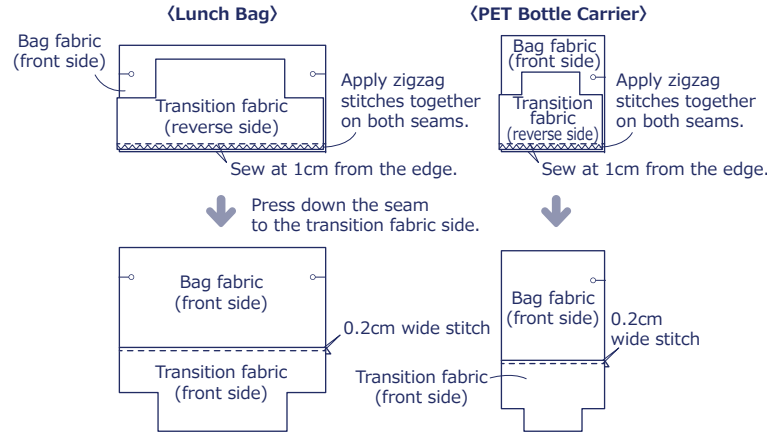 〈Lunch Bag〉
Bag fabric
(front side)
Transition fabric
(reverse side)
Apply zigzag
stitches together
on both seams.
Sew at 1cm from the edge.
〈PET Bottle Carrier〉
Bag fabric
(front side)
Transition
fabric
(reverse side)
Apply zigzag
stitches together
on both seams.
Sew at 1cm from the edge.
Press down the seam
to the transition fabric side.
Bag fabric
(front side)
0.2cm wide stitch
Transition fabric
(front side)
Bag fabric
(front side)
0.2cm
wide stitch
Transition fabric
(front side)